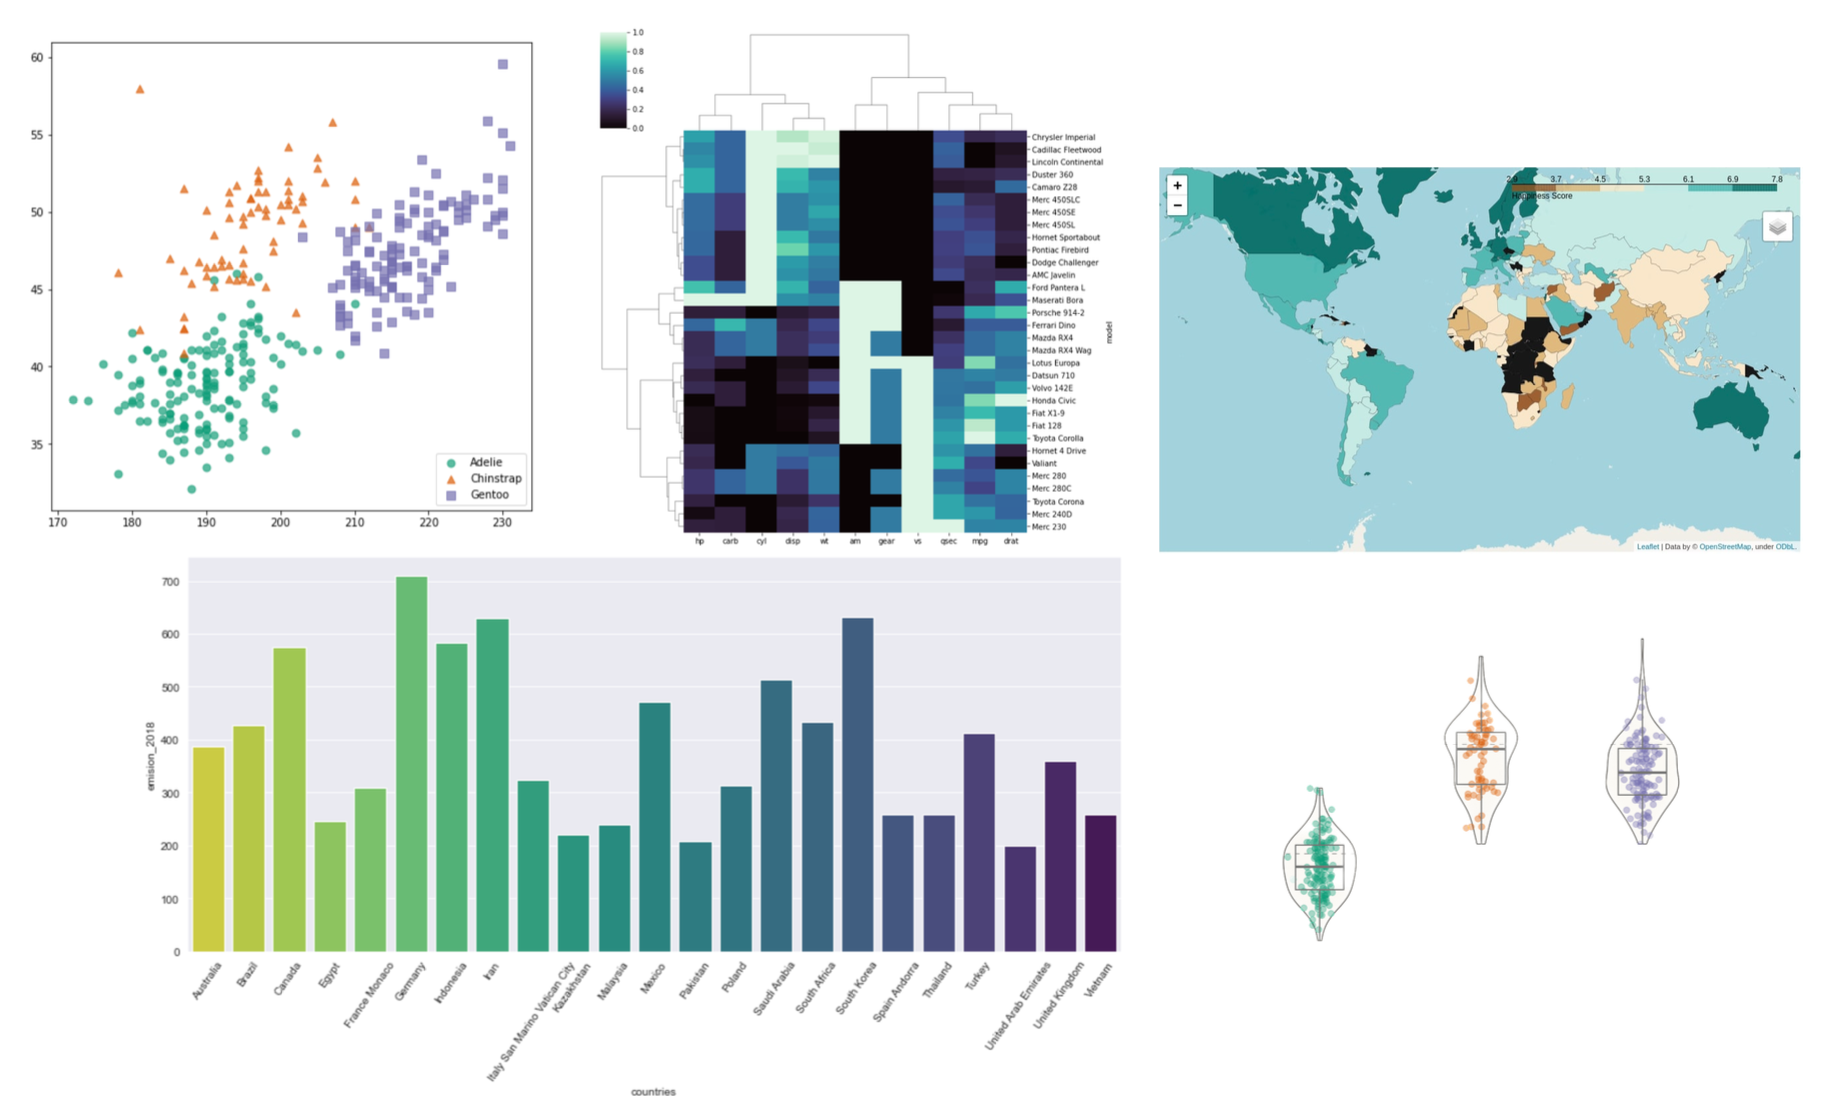 60
55
50
45
40
35
170 180 190 200 210 220 230
Adelie
Chinstrap
Gentoo
1.0
0.8
0.6
0.4
0.2
0.0
Chrysler Imperial
Cadillac Fleetwood
Lincoln Continental
Duster 360
Camaro Z28
Merc 450SLC
Merc 450SE
Merc 450SL
Hornet Sportabout
Pontiac Firebird
Dodge Challenger
AMC Javelin
Ford Pantera L
Maserati Bora
Porsche 914-2
Ferrari Dino
Mazda RX4
Mazda RX4 Wag
Lotus Europa
Datsun 710
Volvo 142E
Honda Civic
Fiat X1-9
Fiat 128
Toyota Corolla
Hornet 4 Drive
Valiant
Merc 280
Merc 280C
Toyota Corona
Merc 240D
Merc 230
model
hp carb cyl disp wt am gear vs qsec mpg drat
+
−
2.9 3.7 4.5 5.3 6.1 6.9 7.8
Happiness Score
Leaflet | Data by © OpenStreetMap, under ODbL.
700
600
500
400
300
200
100
0
emision_2018
Australia
Brazil
Canada
Egypt
France Monaco
Germany
Indonesia
Iran
Italy San Marino Vatican City
Kazakhstan
Malaysia
Mexico
Pakistan
Poland
Saudi Arabia
South Africa
South Korea
Spain Andorra
Thailand
Turkey
United Arab Emirates
United Kingdom
Vietnam
countries